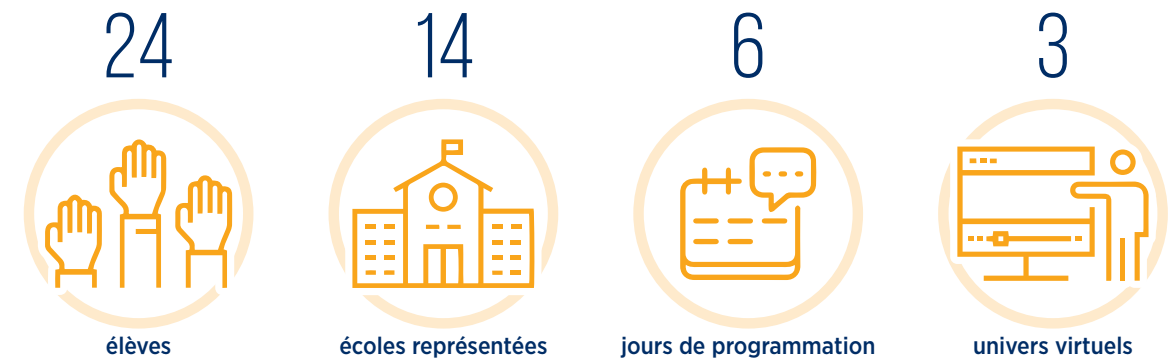 24
élèves
14
écoles représentées
6
jours de programmation
3
univers virtuels